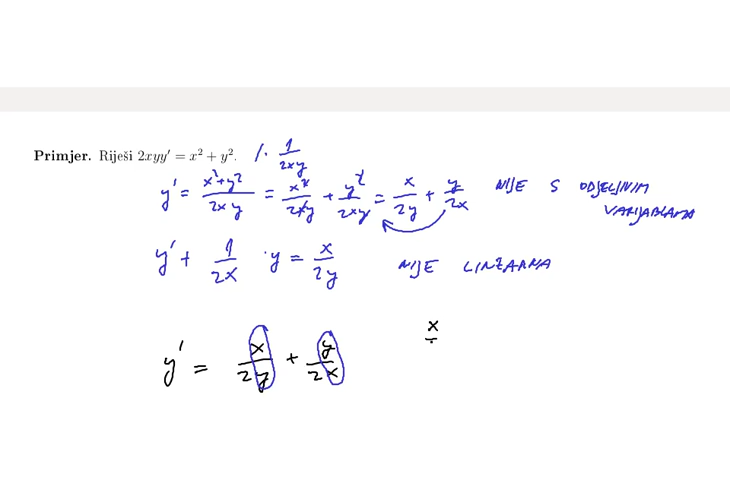 Primjer. Riješi 2xyy' = x² + y². /· 1/2xy
y' = x²+y²/2xy = x²/2xy + y²/2xy = x/2y + y/2x NIJE S ODJELJIVIM
VARIJABLAMA
y' + 1/2x · y = x/2y NIJE LINEARNA
x
y' = x/2y + y/2x